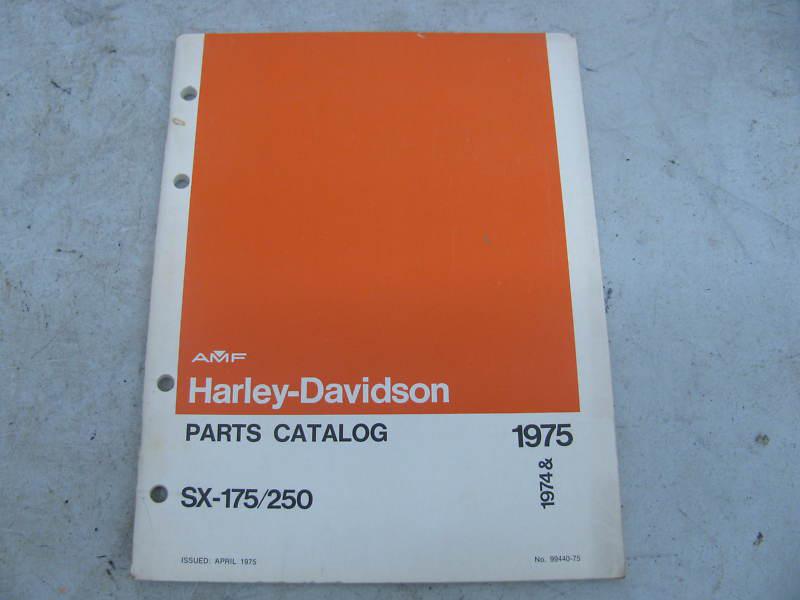 AMF
Harley-Davidson
PARTS CATALOG
1975
1974 &
SX-175/250
ISSUED: APRIL 1975
No. 99440-75